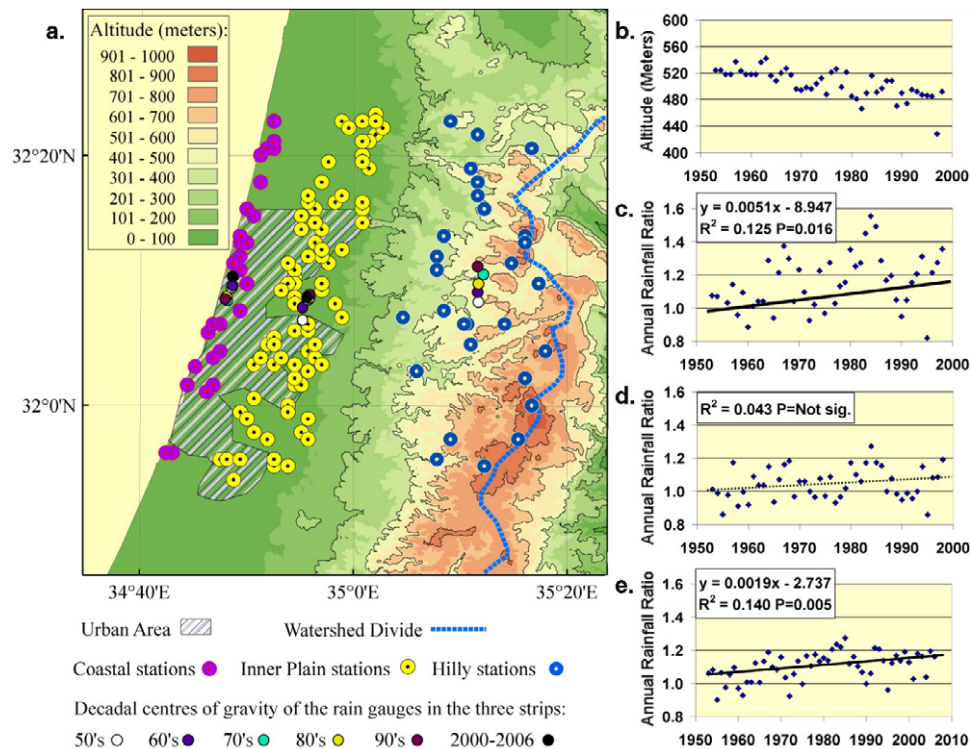 a.
Altitude (meters):
901 - 1000
801 - 900
701 - 800
601 - 700
501 - 600
401 - 500
301 - 400
201 - 300
101 - 200
0 - 100
32°20'N
32°0'N
34°40'E
35°0'E
35°20'E
Urban Area
Watershed Divide
Coastal stations
Inner Plain stations
Hilly stations
Decadal centres of gravity of the rain gauges in the three strips:
50's 60's 70's 80's 90's 2000-2006
b.
Altitude (Meters)
600
560
520
480
440
400
1950 1960 1970 1980 1990 2000
c.
Annual Rainfall Ratio
y = 0.0051x - 8.947
R² = 0.125 P=0.016
1.6
1.4
1.2
1.0
0.8
1950 1960 1970 1980 1990 2000
d.
Annual Rainfall Ratio
R² = 0.043 P=Not sig.
1.6
1.4
1.2
1.0
0.8
1950 1960 1970 1980 1990 2000
e.
Annual Rainfall Ratio
y = 0.0019x - 2.737
R² = 0.140 P=0.005
1.6
1.4
1.2
1.0
0.8
1950 1960 1970 1980 1990 2000 2010